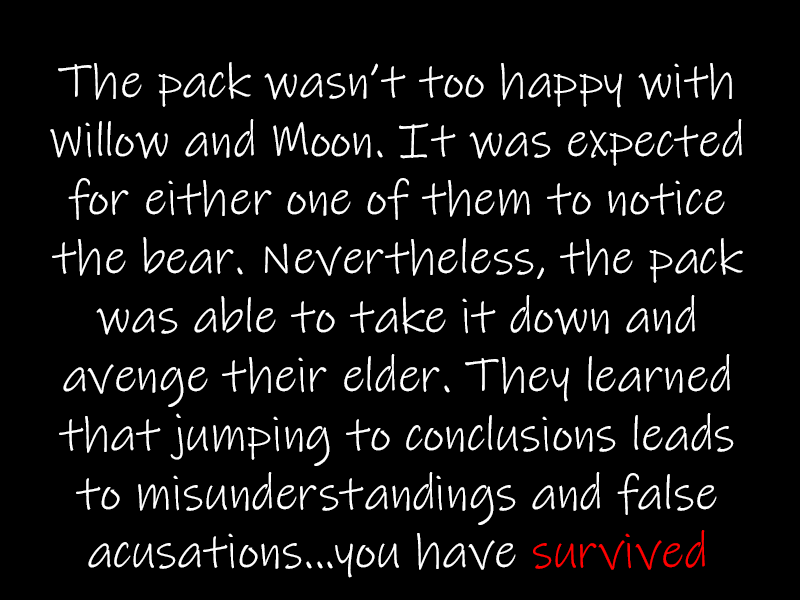 The pack wasn't too happy with
Willow and Moon. It was expected
for either one of them to notice
the bear. Nevertheless, the pack
was able to take it down and
avenge their elder. They learned
that jumping to conclusions leads
to misunderstandings and false
acusations...you have survived